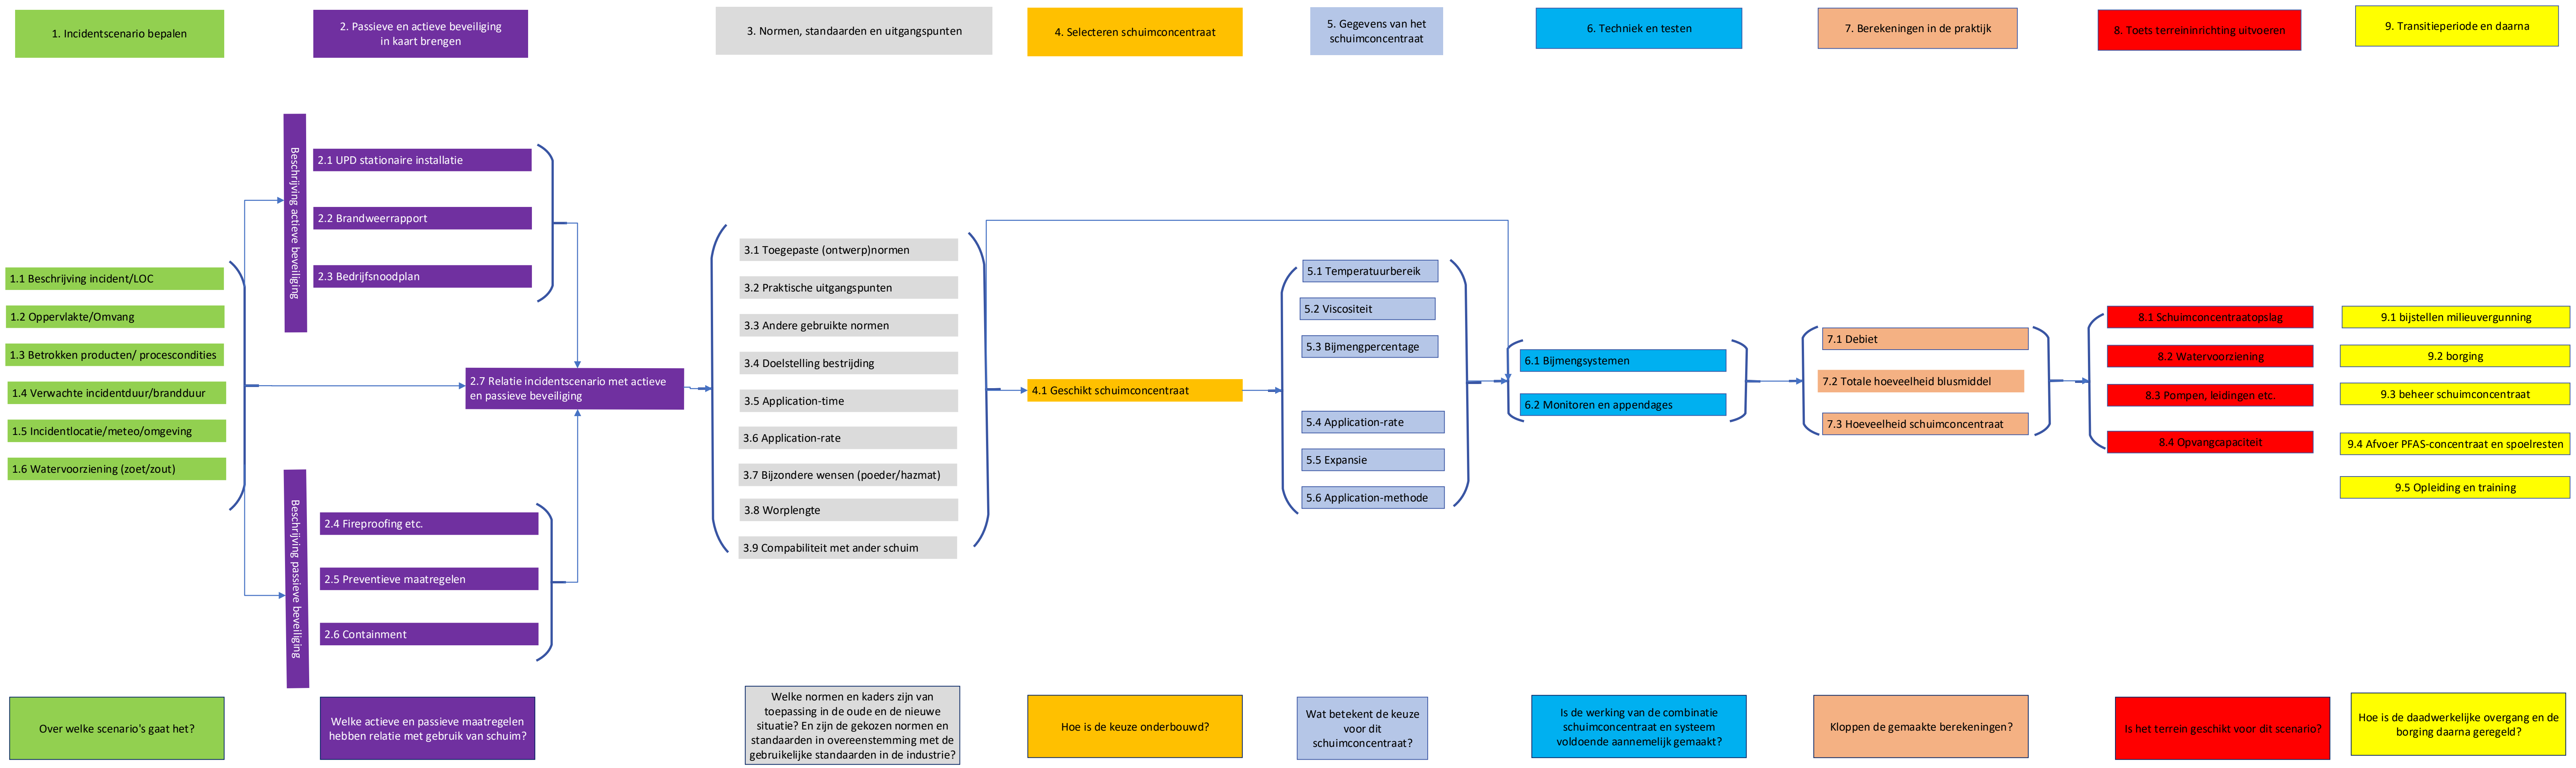 1. Incidentscenario bepalen
2. Passieve en actieve beveiliging
in kaart brengen
3. Normen, standaarden en uitgangspunten
4. Selecteren schuimconcentraat
5. Gegevens van het
schuimconcentraat
6. Techniek en testen
7. Berekeningen in de praktijk
8. Toets terreininrichting uitvoeren
9. Transitieperiode en daarna
1.1 Beschrijving incident/LOC
1.2 Oppervlakte/Omvang
1.3 Betrokken producten/ procescondities
1.4 Verwachte incidentduur/brandduur
1.5 Incidentlocatie/meteo/omgeving
1.6 Watervoorziening (zoet/zout)
Beschrijving actieve beveiliging
2.1 UPD stationaire installatie
2.2 Brandweerrapport
2.3 Bedrijfsnoodplan
Beschrijving passieve beveiliging
2.4 Fireproofing etc.
2.5 Preventieve maatregelen
2.6 Containment
2.7 Relatie incidentscenario met actieve
en passieve beveiliging
3.1 Toegepaste (ontwerp)normen
3.2 Praktische uitgangspunten
3.3 Andere gebruikte normen
3.4 Doelstelling bestrijding
3.5 Application-time
3.6 Application-rate
3.7 Bijzondere wensen (poeder/hazmat)
3.8 Worplengte
3.9 Compabiliteit met ander schuim
4.1 Geschikt schuimconcentraat
5.1 Temperatuurbereik
5.2 Viscositeit
5.3 Bijmengpercentage
5.4 Application-rate
5.5 Expansie
5.6 Application-methode
6.1 Bijmengsystemen
6.2 Monitoren en appendages
7.1 Debiet
7.2 Totale hoeveelheid blusmiddel
7.3 Hoeveelheid schuimconcentraat
8.1 Schuimconcentraatopslag
8.2 Watervoorziening
8.3 Pompen, leidingen etc.
8.4 Opvangcapaciteit
9.1 bijstellen milieuvergunning
9.2 borging
9.3 beheer schuimconcentraat
9.4 Afvoer PFAS-concentraat en spoelresten
9.5 Opleiding en training
Over welke scenario's gaat het?
Welke actieve en passieve maatregelen
hebben relatie met gebruik van schuim?
Welke normen en kaders zijn van
toepassing in de oude en de nieuwe
situatie? En zijn de gekozen normen en
standaarden in overeenstemming met de
gebruikelijke standaarden in de industrie?
Hoe is de keuze onderbouwd?
Wat betekent de keuze
voor dit
schuimconcentraat?
Is de werking van de combinatie
schuimconcentraat en systeem
voldoende aannemelijk gemaakt?
Kloppen de gemaakte berekeningen?
Is het terrein geschikt voor dit scenario?
Hoe is de daadwerkelijke overgang en de
borging daarna geregeld?